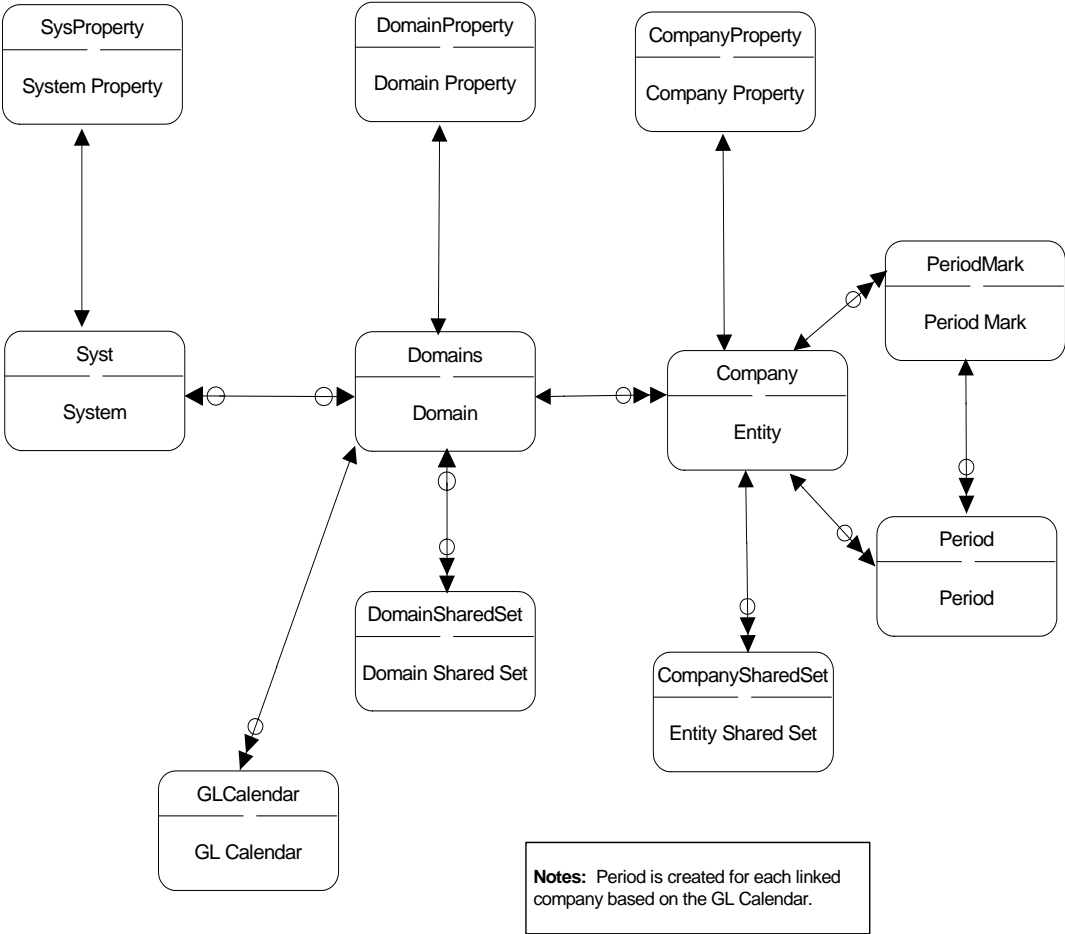 SysProperty
System Property
DomainProperty
Domain Property
CompanyProperty
Company Property
PeriodMark
Period Mark
Syst
System
Domains
Domain
Company
Entity
Period
Period
DomainSharedSet
Domain Shared Set
CompanySharedSet
Entity Shared Set
GLCalendar
GL Calendar
Notes: Period is created for each linked
company based on the GL Calendar.